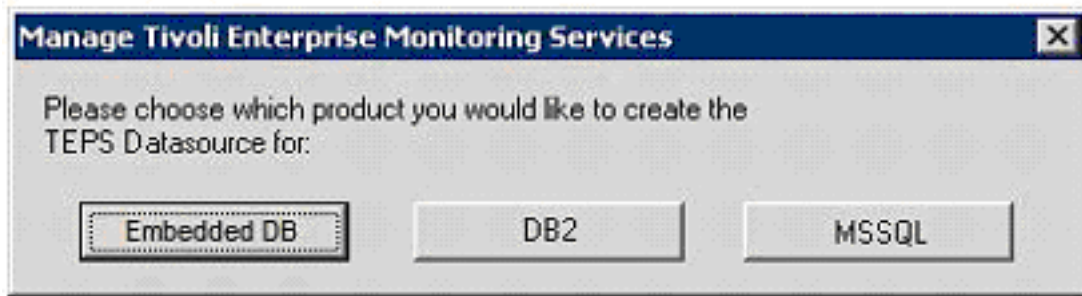 Manage Tivoli Enterprise Monitoring Services
Please choose which product you would like to create the
TEPS Datasource for:
Embedded DB
DB2
MSSQL